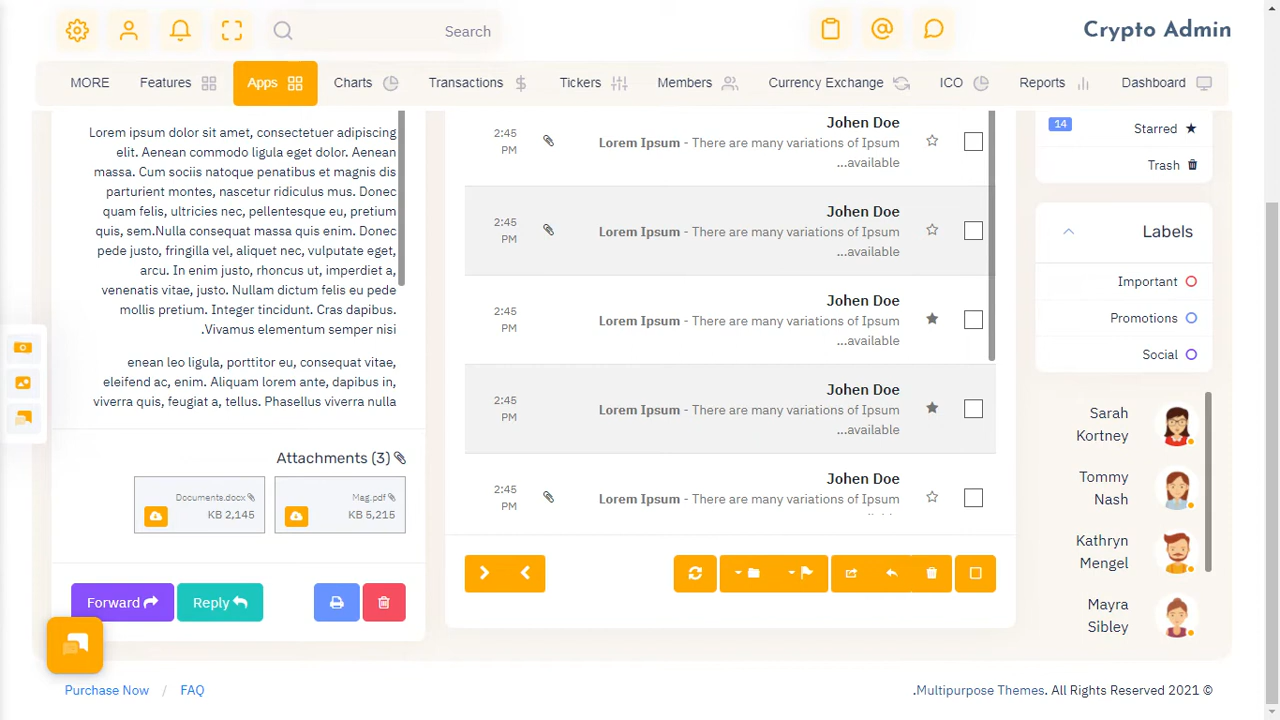 Search
Crypto Admin
MORE
Features
Apps
Charts
Transactions
Tickers
Members
Currency Exchange
ICO
Reports
Dashboard
Lorem ipsum dolor sit amet, consectetuer adipiscing
elit. Aenean commodo ligula eget dolor. Aenean
massa. Cum sociis natoque penatibus et magnis dis
parturient montes, nascetur ridiculus mus. Donec
quam felis, ultricies nec, pellentesque eu, pretium
quis, sem.Nulla consequat massa quis enim. Donec
pede justo, fringilla vel, aliquet nec, vulputate eget,
arcu. In enim justo, rhoncus ut, imperdiet a,
venenatis vitae, justo. Nullam dictum felis eu pede
mollis pretium. Integer tincidunt. Cras dapibus.
.Vivamus elementum semper nisi
enean leo ligula, porttitor eu, consequat vitae,
eleifend ac, enim. Aliquam lorem ante, dapibus in,
viverra quis, feugiat a, tellus. Phasellus viverra nulla
Attachments (3)
Documents.docx
KB 2,145
Mag.pdf
KB 5,215
Forward
Reply
2:45
PM
Johen Doe
Lorem Ipsum - There are many variations of Ipsum
...available
2:45
PM
Johen Doe
Lorem Ipsum - There are many variations of Ipsum
...available
2:45
PM
Johen Doe
Lorem Ipsum - There are many variations of Ipsum
...available
2:45
PM
Johen Doe
Lorem Ipsum - There are many variations of Ipsum
...available
2:45
PM
Johen Doe
Lorem Ipsum - There are many variations of Ipsum
14
Starred
Trash
Labels
Important
Promotions
Social
Sarah
Kortney
Tommy
Nash
Kathryn
Mengel
Mayra
Sibley
Purchase Now / FAQ
.Multipurpose Themes. All Rights Reserved 2021 ©